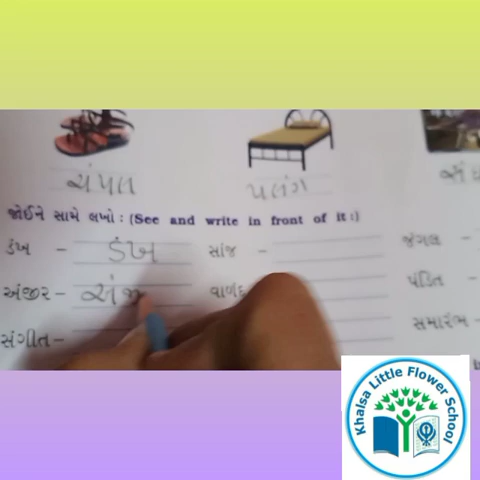 ચંપલ પલંગ
જોઈને સામે લખો : (See and write in front of it :)
ડંખ - ડંખ સાંજ - જંગલ -
અંજીર - અંજી વાળંદ પંડિત -
સંગીત - સમારંભ -
Khalsa Little Flower School